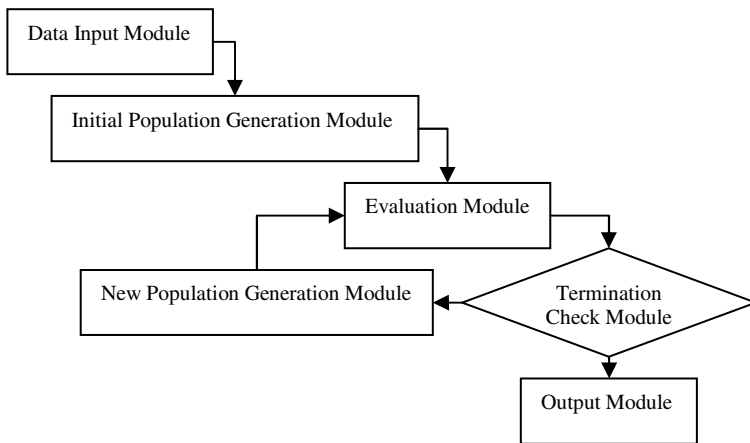 Data Input Module
Initial Population Generation Module
Evaluation Module
New Population Generation Module
Termination
Check Module
Output Module